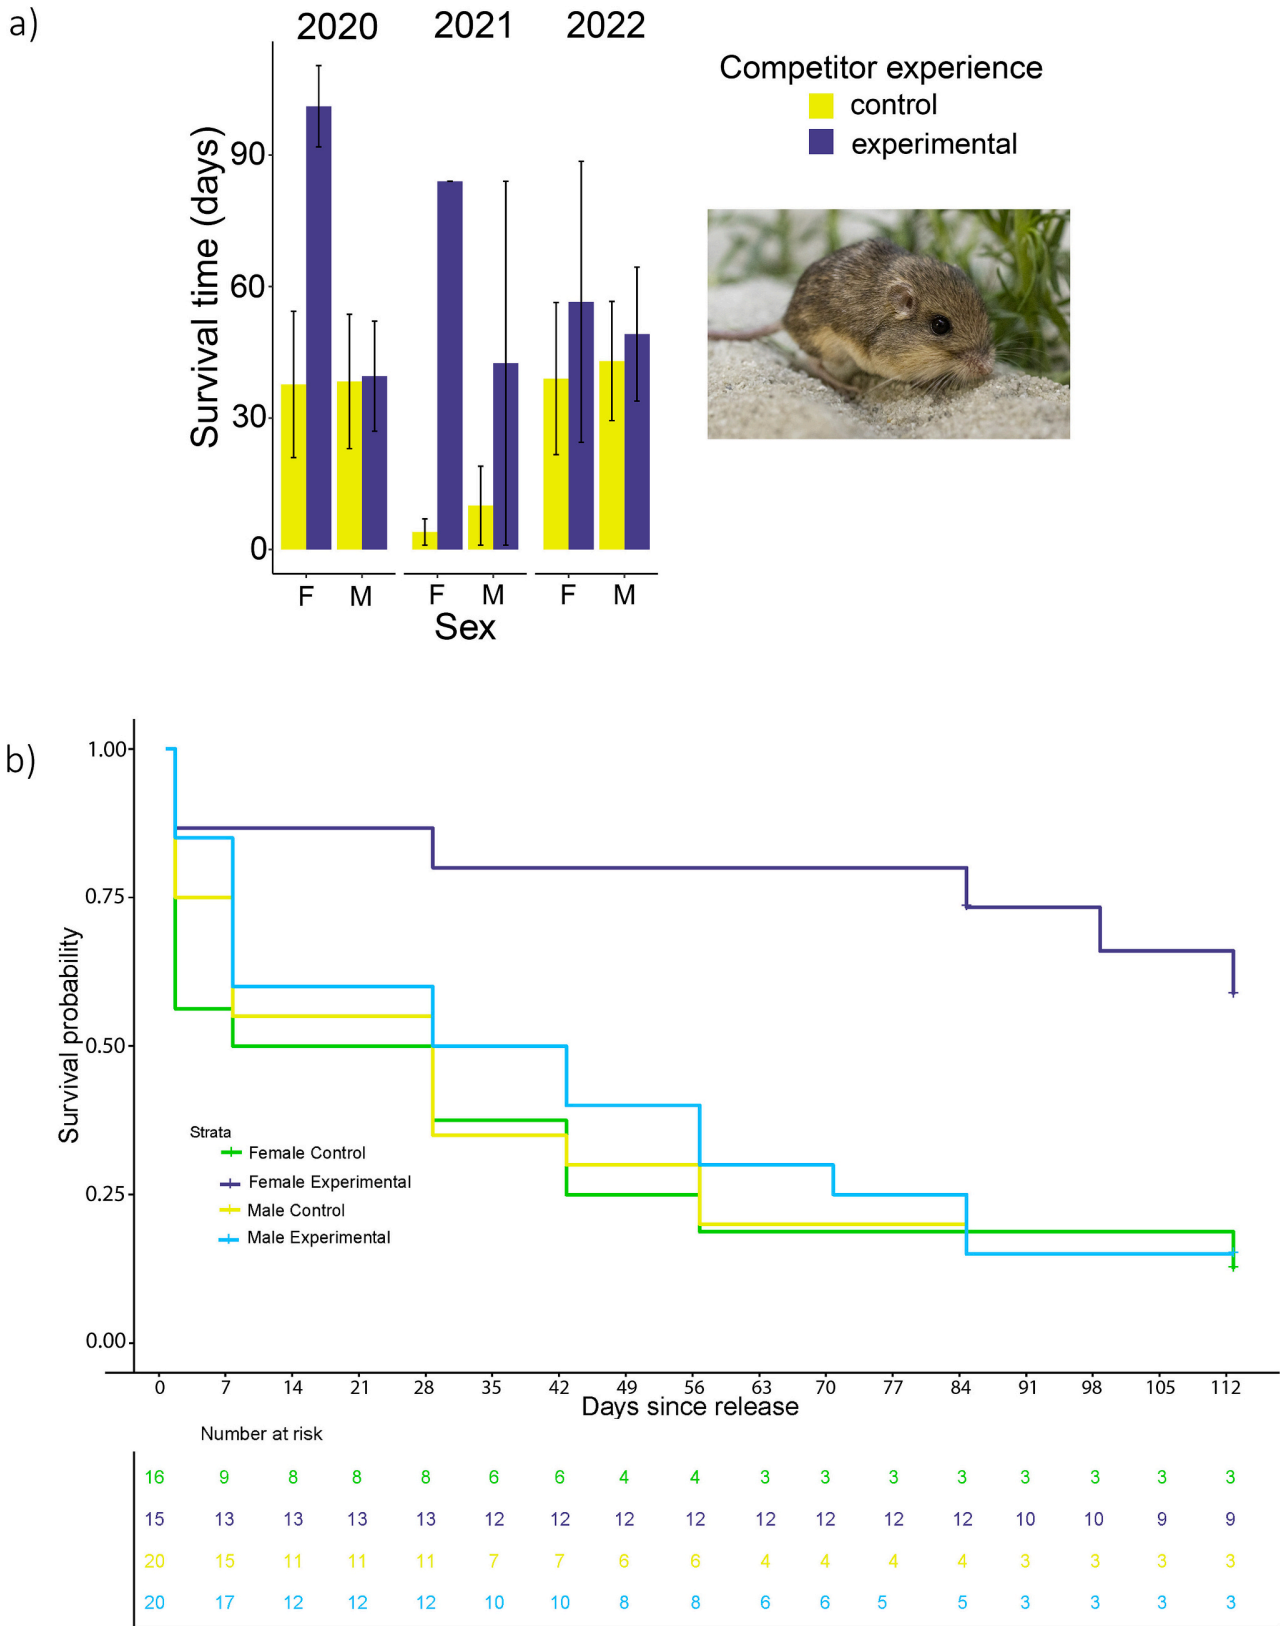 a)
2020 2021 2022
Competitor experience
control
experimental
Survival time (days)
90
60
30
0
F M F M F M
Sex
b)
Survival probability
1.00
0.75
0.50
0.25
0.00
Strata
Female Control
Female Experimental
Male Control
Male Experimental
0 7 14 21 28 35 42 49 56 63 70 77 84 91 98 105 112
Days since release
Number at risk
16 9 8 8 8 6 6 4 4 3 3 3 3 3 3 3 3
15 13 13 13 13 12 12 12 12 12 12 12 12 10 10 9 9
20 15 11 11 11 7 7 6 6 4 4 4 4 3 3 3 3
20 17 12 12 12 10 10 8 8 6 6 5 5 3 3 3 3